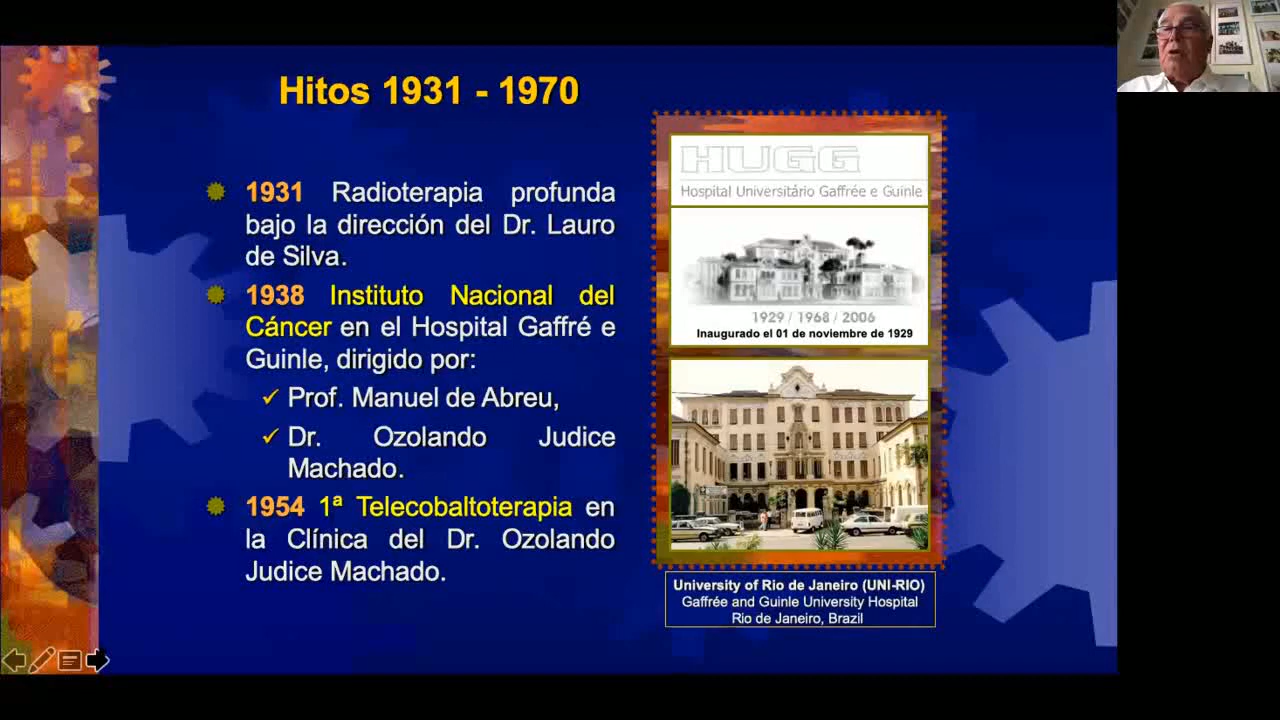 Hitos 1931 - 1970
1931 Radioterapia profunda
bajo la dirección del Dr. Lauro
de Silva.
1938 Instituto Nacional del
Cáncer en el Hospital Gaffré e
Guinle, dirigido por:
Prof. Manuel de Abreu,
Dr. Ozolando Judice
Machado.
1954 1ª Telecobaltoterapia en
la Clínica del Dr. Ozolando
Judice Machado.
HUGG
Hospital Universitário Gaffrée e Guinle
1929 / 1968 / 2006
Inaugurado el 01 de noviembre de 1929
University of Rio de Janeiro (UNI-RIO)
Gaffrée and Guinle University Hospital
Rio de Janeiro, Brazil